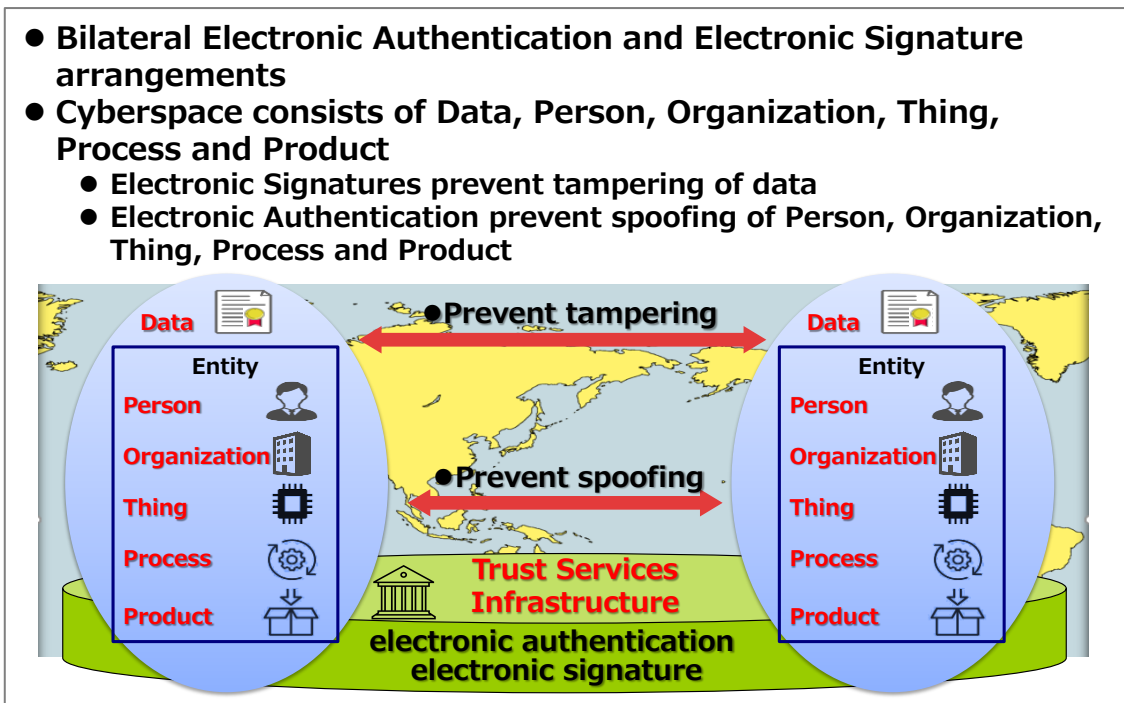 ● Bilateral Electronic Authentication and Electronic Signature
arrangements
● Cyberspace consists of Data, Person, Organization, Thing,
Process and Product
● Electronic Signatures prevent tampering of data
● Electronic Authentication prevent spoofing of Person, Organization,
Thing, Process and Product
Data
Entity
Person
Organization
Thing
Process
Product
●Prevent tampering
●Prevent spoofing
Data
Entity
Person
Organization
Thing
Process
Product
Trust Services
Infrastructure
electronic authentication
electronic signature